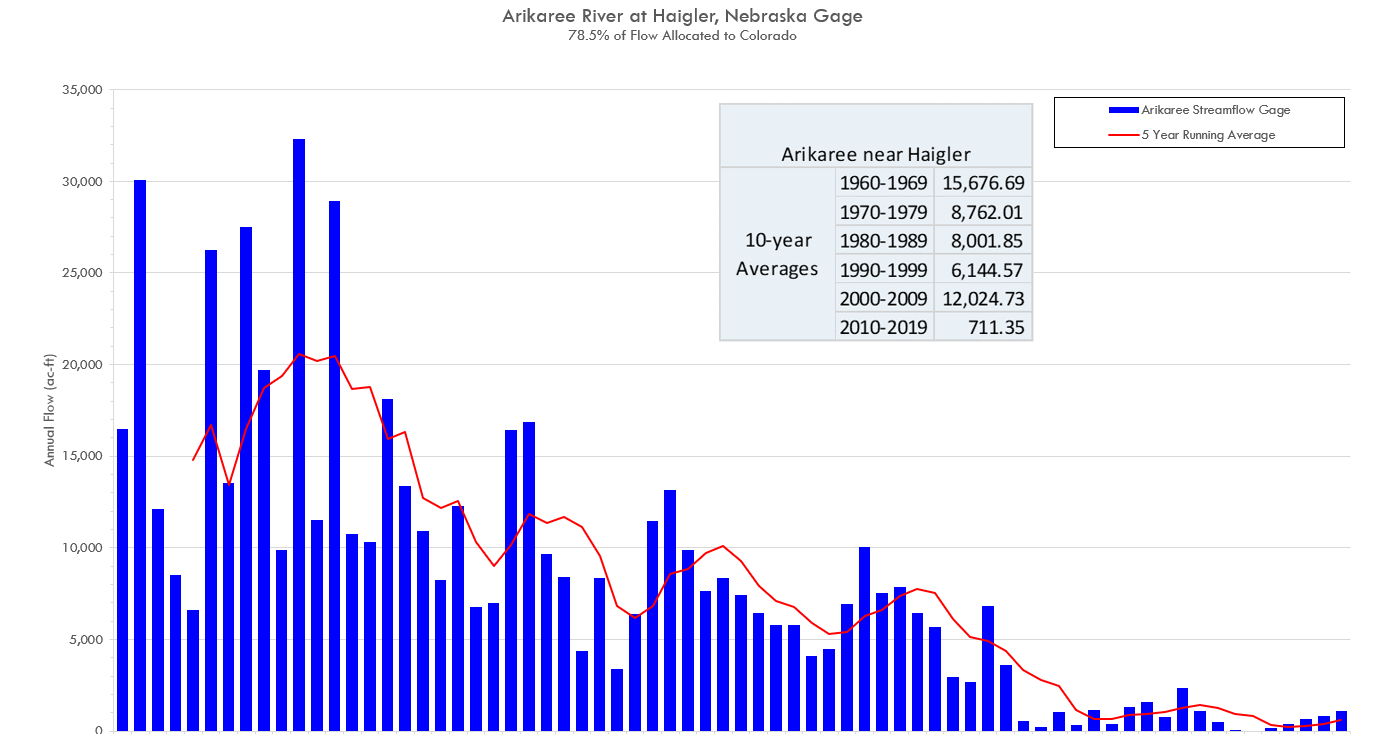 Arikaree River at Haigler, Nebraska Gage
78.5% of Flow Allocated to Colorado
35,000
30,000
25,000
20,000
15,000
10,000
5,000
0
Annual Flow (ac-ft)
Arikaree near Haigler
10-year
Averages
1960-1969 15,676.69
1970-1979 8,762.01
1980-1989 8,001.85
1990-1999 6,144.57
2000-2009 12,024.73
2010-2019 711.35
Arikaree Streamflow Gage
5 Year Running Average